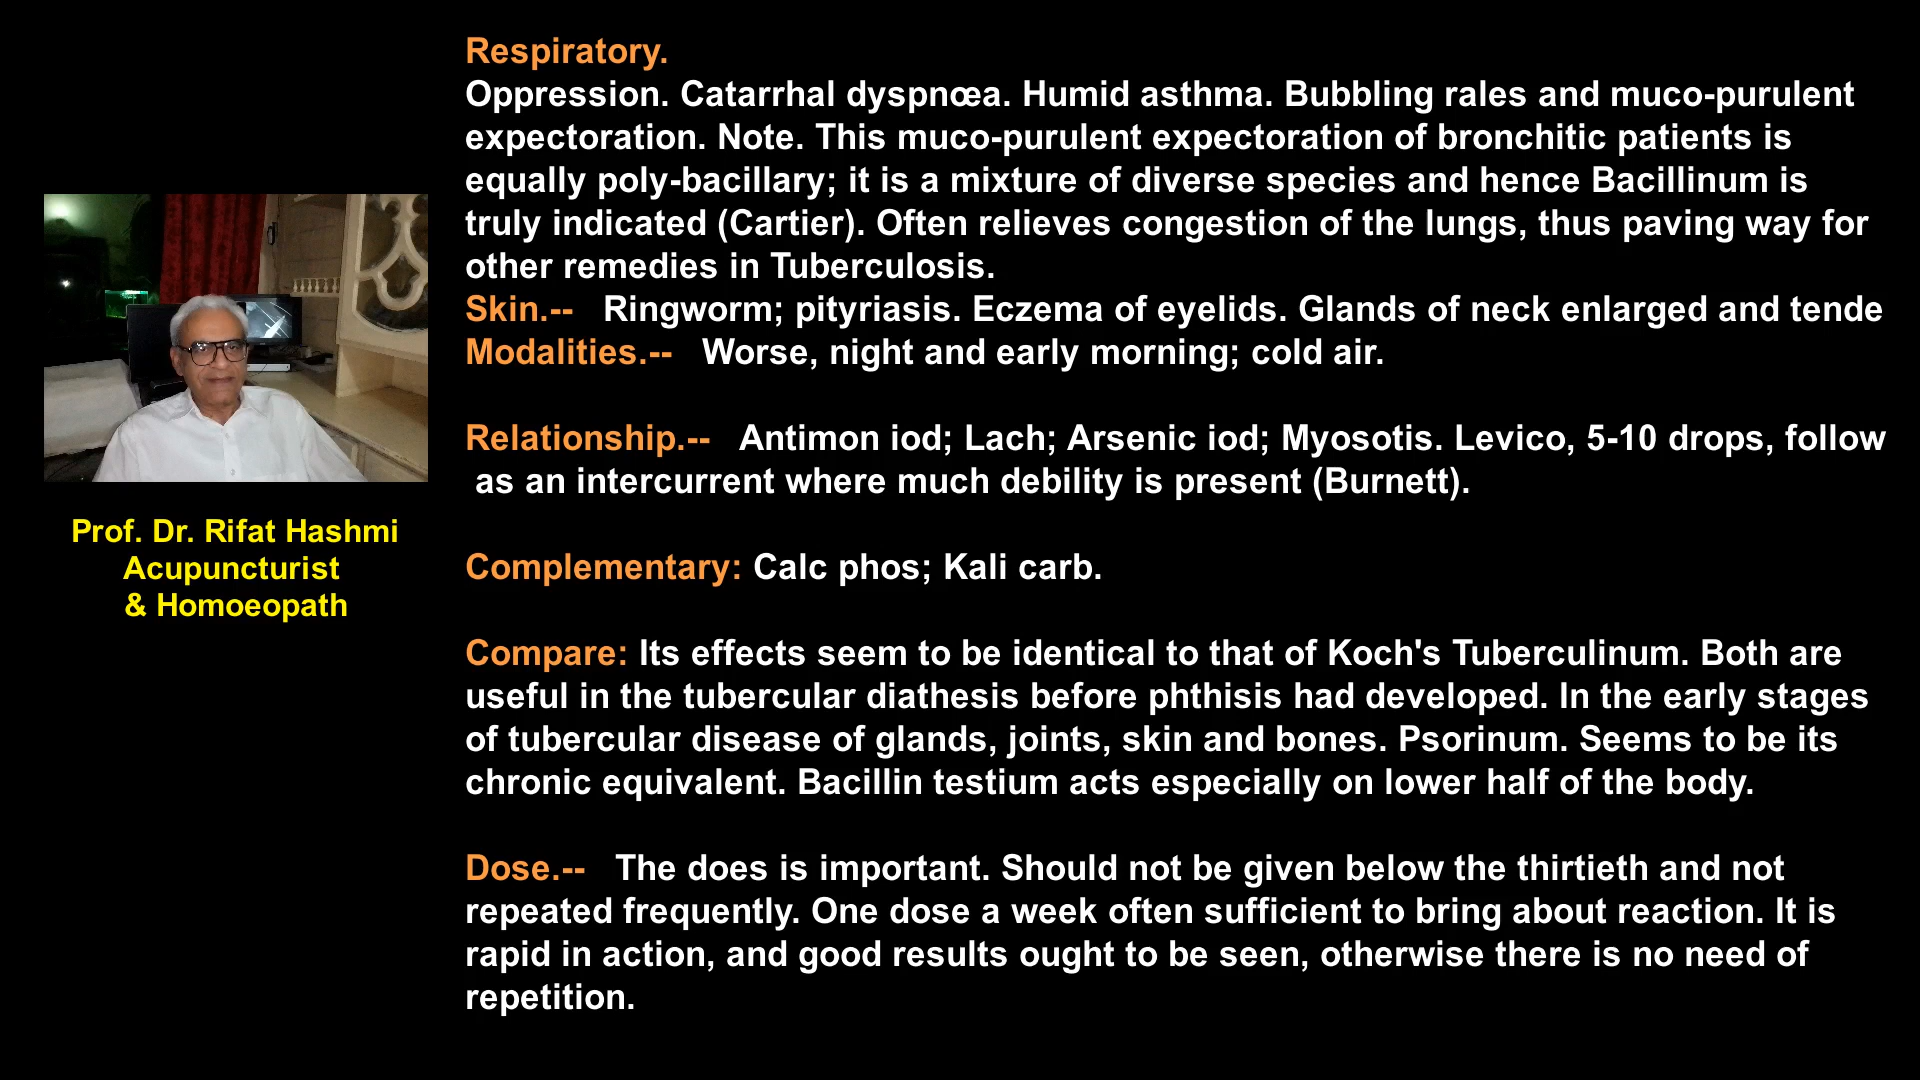 Respiratory.
Oppression. Catarrhal dyspnœa. Humid asthma. Bubbling rales and muco-purulent
expectoration. Note. This muco-purulent expectoration of bronchitic patients is
equally poly-bacillary; it is a mixture of diverse species and hence Bacillinum is
truly indicated (Cartier). Often relieves congestion of the lungs, thus paving way for
other remedies in Tuberculosis.
Skin.-- Ringworm; pityriasis. Eczema of eyelids. Glands of neck enlarged and tende
Modalities.-- Worse, night and early morning; cold air.
Relationship.-- Antimon iod; Lach; Arsenic iod; Myosotis. Levico, 5-10 drops, follow
as an intercurrent where much debility is present (Burnett).
Complementary: Calc phos; Kali carb.
Compare: Its effects seem to be identical to that of Koch's Tuberculinum. Both are
useful in the tubercular diathesis before phthisis had developed. In the early stages
of tubercular disease of glands, joints, skin and bones. Psorinum. Seems to be its
chronic equivalent. Bacillin testium acts especially on lower half of the body.
Dose.-- The does is important. Should not be given below the thirtieth and not
repeated frequently. One dose a week often sufficient to bring about reaction. It is
rapid in action, and good results ought to be seen, otherwise there is no need of
repetition.
Prof. Dr. Rifat Hashmi
Acupuncturist
& Homoeopath